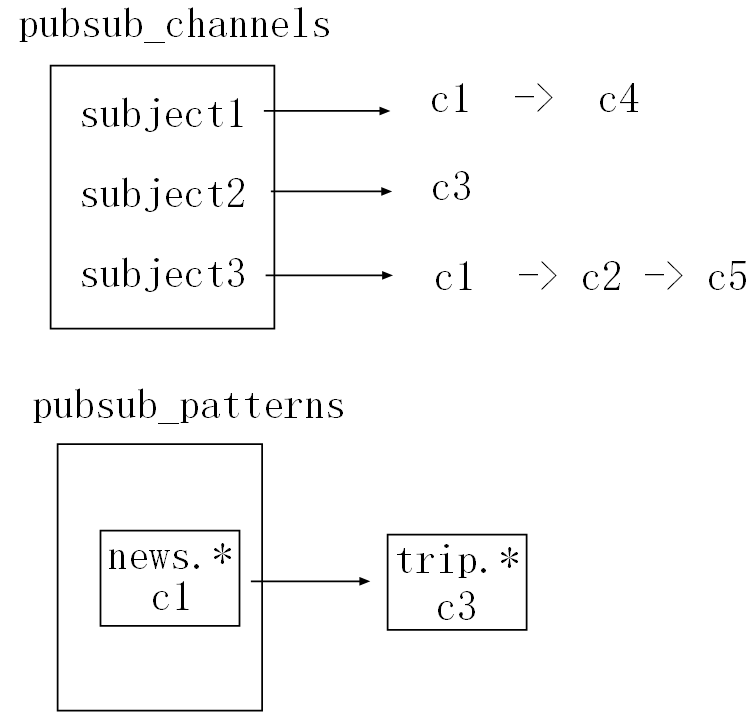 pubsub_channels
subject1 c1 -> c4
subject2 c3
subject3 c1 -> c2 -> c5
pubsub_patterns
news.*
c1
trip.*
c3